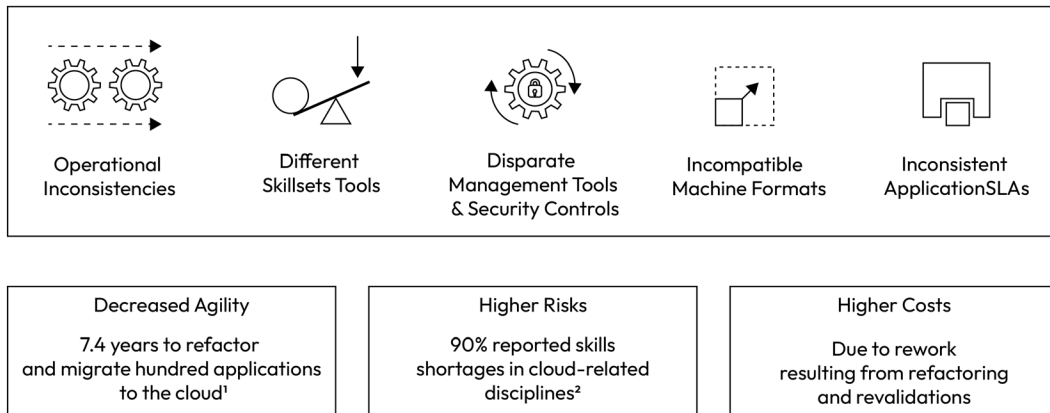 Operational
Inconsistencies
Different
Skillsets Tools
Disparate
Management Tools
& Security Controls
Incompatible
Machine Formats
Inconsistent
ApplicationSLAs
Decreased Agility
7.4 years to refactor
and migrate hundred applications
to the cloud¹
Higher Risks
90% reported skills
shortages in cloud-related
disciplines²
Higher Costs
Due to rework
resulting from refactoring
and revalidations